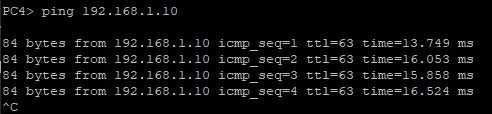 PC4> ping 192.168.1.10
84 bytes from 192.168.1.10 icmp_seq=1 ttl=63 time=13.749 ms
84 bytes from 192.168.1.10 icmp_seq=2 ttl=63 time=16.053 ms
84 bytes from 192.168.1.10 icmp_seq=3 ttl=63 time=15.858 ms
84 bytes from 192.168.1.10 icmp_seq=4 ttl=63 time=16.524 ms
^C